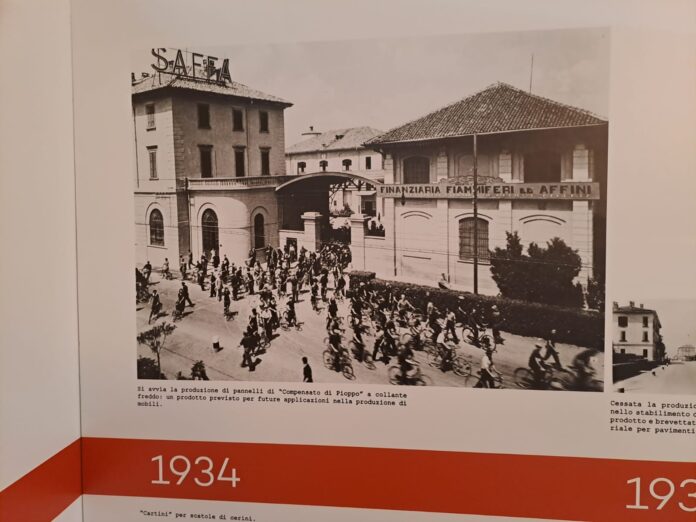 SAFFA
FINANZIARIA FIAMMIFERI ED AFFINI
Si avvia la produzione di pannelli di "Compensato di Pioppo" a collante
freddo: un prodotto previsto per future applicazioni nella produzione di
mobili.
Cessata la produzio
nello stabilimento
prodotto e brevettat
riale per pavimenti
1934
193
"Cartini" per scatole di cerini.